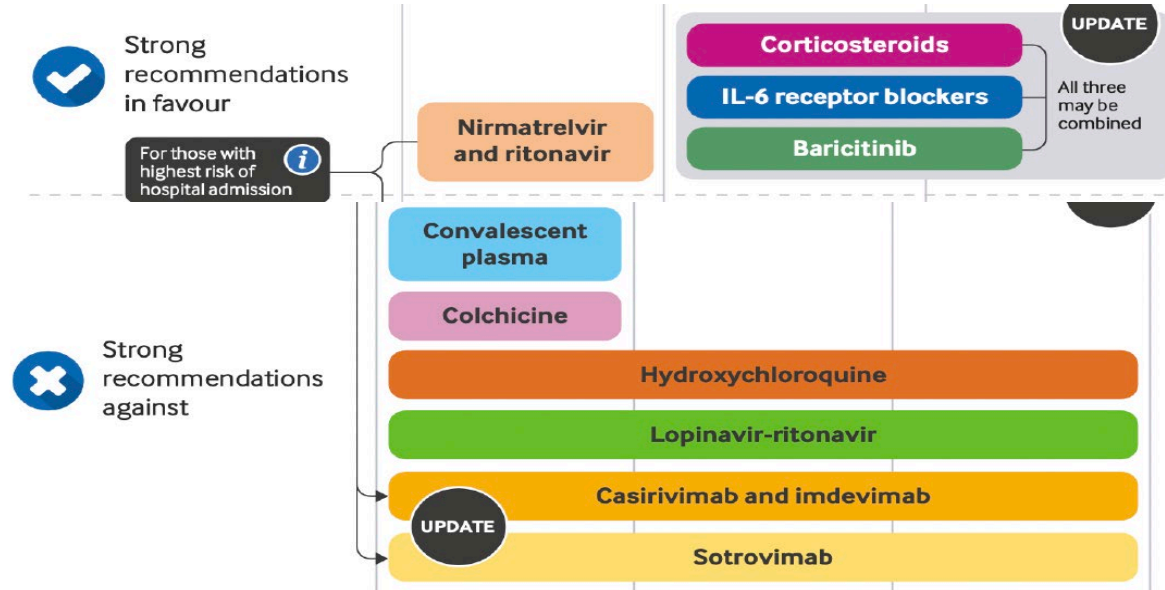 Strong
recommendations
in favour
For those with
highest risk of
hospital admission
i
Nirmatrelvir
and ritonavir
Corticosteroids
IL-6 receptor blockers
Baricitinib
UPDATE
All three
may be
combined
Strong
recommendations
against
Convalescent
plasma
Colchicine
Hydroxychloroquine
Lopinavir-ritonavir
Casirivimab and imdevimab
UPDATE
Sotrovimab